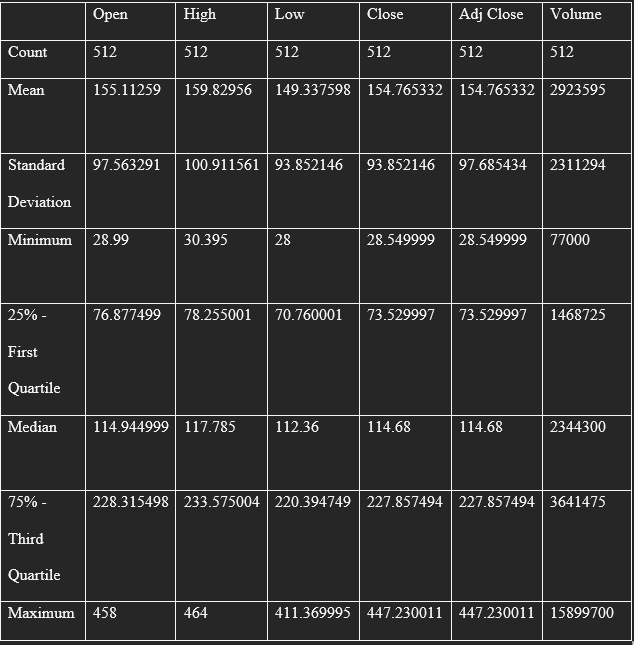 Open High Low Close Adj Close Volume
Count 512 512 512 512 512 512
Mean 155.11259 159.82956 149.337598 154.765332 154.765332 2923595
Standard 97.563291 100.911561 93.852146 93.852146 97.685434 2311294
Deviation
Minimum 28.99 30.395 28 28.549999 28.549999 77000
25% - 76.877499 78.255001 70.760001 73.529997 73.529997 1468725
First
Quartile
Median 114.944999 117.785 112.36 114.68 114.68 2344300
75% - 228.315498 233.575004 220.394749 227.857494 227.857494 3641475
Third
Quartile
Maximum 458 464 411.369995 447.230011 447.230011 15899700